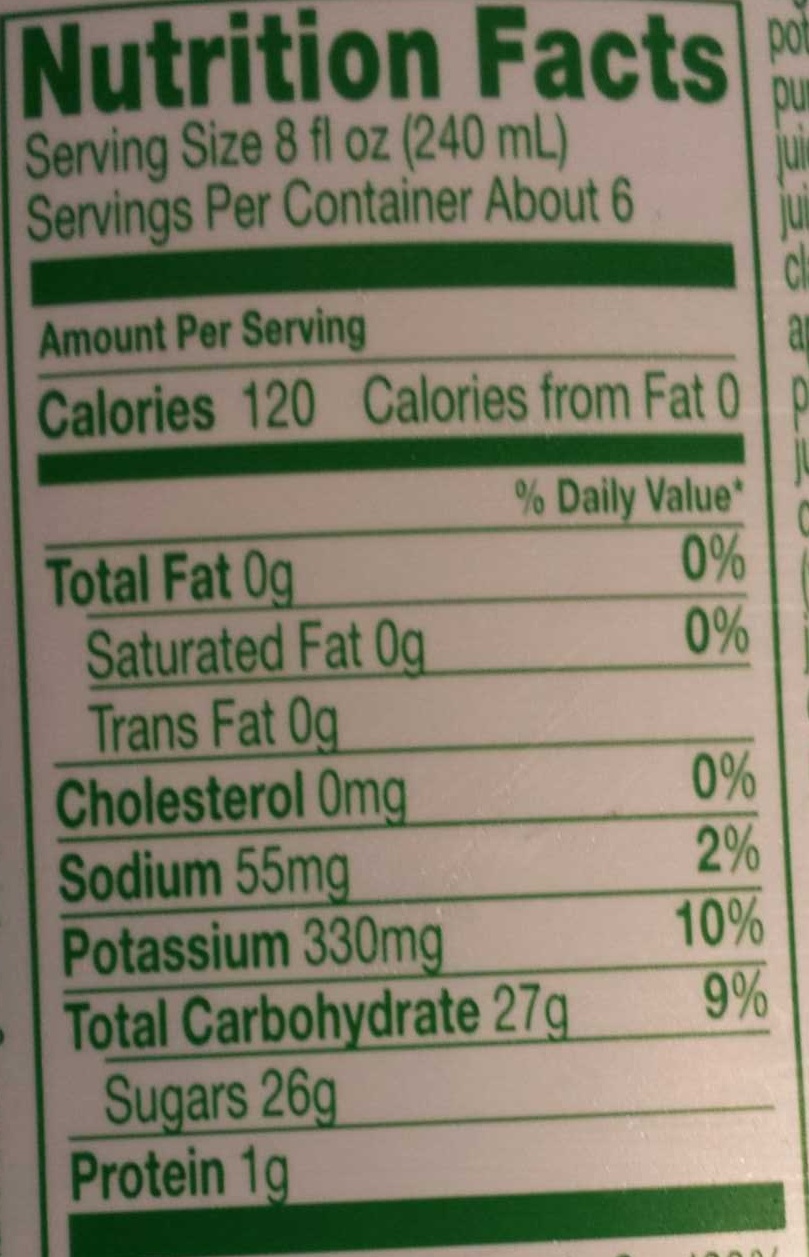 Nutrition Facts
Serving Size 8 fl oz (240 mL)
Servings Per Container About 6
Amount Per Serving
Calories 120 Calories from Fat 0
% Daily Value*
Total Fat 0g 0%
Saturated Fat 0g 0%
Trans Fat 0g
Cholesterol 0mg 0%
Sodium 55mg 2%
Potassium 330mg 10%
Total Carbohydrate 27g 9%
Sugars 26g
Protein 1g